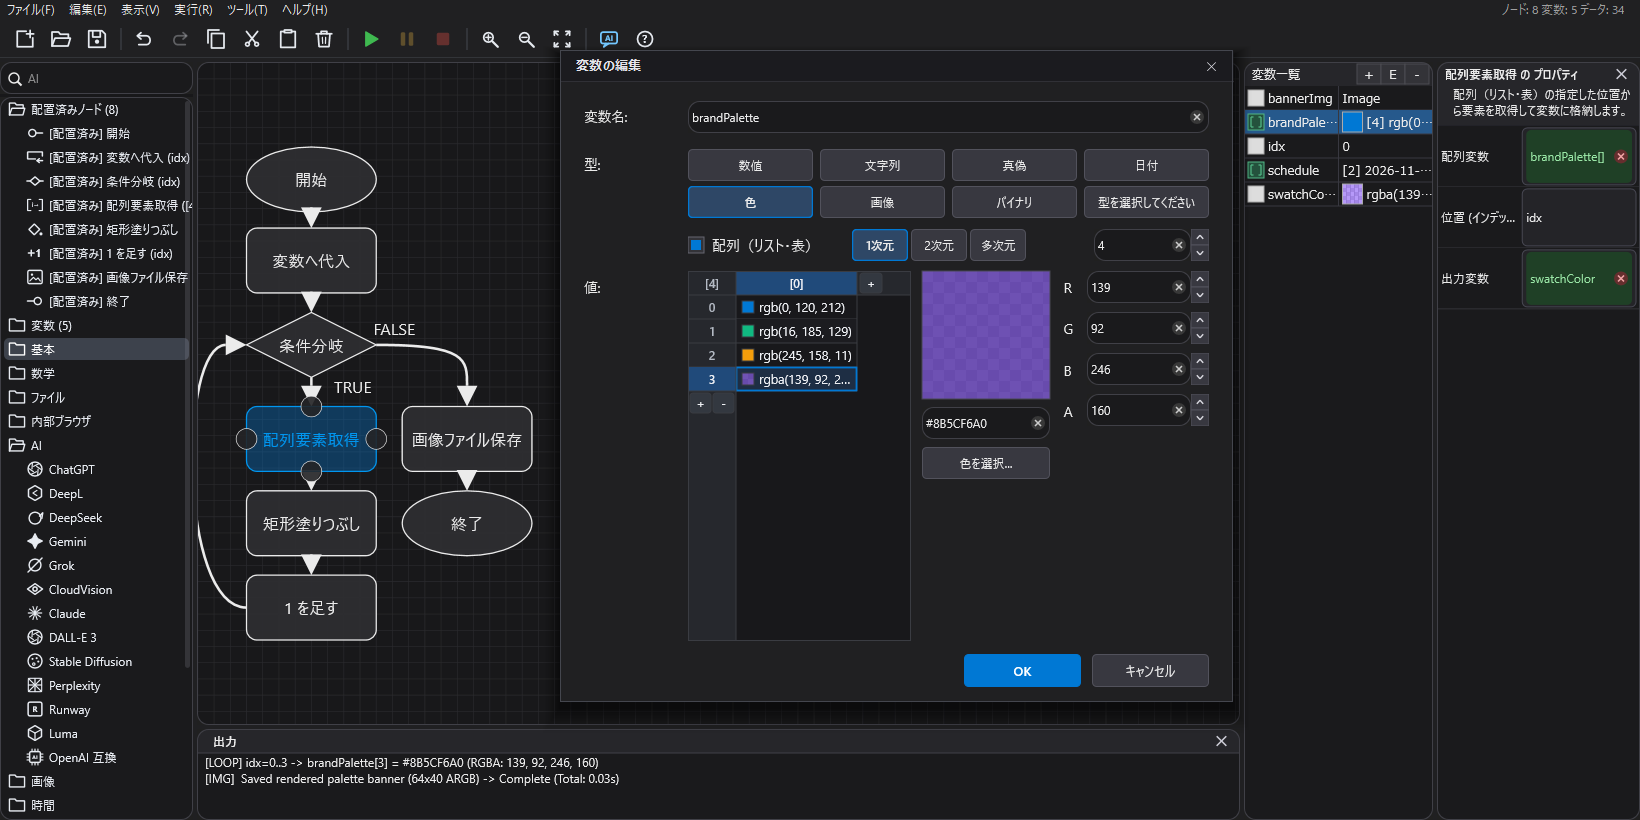 ファイル(F) 編集(E) 表示(V) 実行(R) ツール(T) ヘルプ(H)
ノード: 8 変数: 5 データ: 34
AI
配置済みノード (8)
[配置済み] 開始
[配置済み] 変数へ代入 (idx)
[配置済み] 条件分岐 (idx)
[配置済み] 配列要素取得 ([4
[配置済み] 矩形塗りつぶし
+1 [配置済み] 1 を足す (idx)
[配置済み] 画像ファイル保存
[配置済み] 終了
変数 (5)
基本
数学
ファイル
内部ブラウザ
AI
ChatGPT
DeepL
DeepSeek
Gemini
Grok
CloudVision
Claude
DALL-E 3
Stable Diffusion
Perplexity
Runway
Luma
OpenAI 互換
画像
時間
開始
変数へ代入
条件分岐
FALSE
TRUE
配列要素取得
画像ファイル保存
矩形塗りつぶし
終了
1 を足す
変数の編集
変数名:
brandPalette
型:
数値 文字列 真偽 日付
色 画像 バイナリ 型を選択してください
配列（リスト・表） 1次元 2次元 多次元 4
値:
[4] [0] +
0 rgb(0, 120, 212)
1 rgb(16, 185, 129)
2 rgb(245, 158, 11)
3 rgba(139, 92, 2...
+ -
#8B5CF6A0
色を選択...
R 139
G 92
B 246
A 160
OK キャンセル
変数一覧 + E -
bannerImg Image
brandPale... [4] rgb(0...
idx 0
schedule [2] 2026-11-...
swatchCo... rgba(139...
配列要素取得 の プロパティ
配列（リスト・表）の指定した位置か
ら要素を取得して変数に格納します。
配列変数 brandPalette[]
位置 (インデッ... idx
出力変数 swatchColor
出力
[LOOP] idx=0..3 -> brandPalette[3] = #8B5CF6A0 (RGBA: 139, 92, 246, 160)
[IMG] Saved rendered palette banner (64x40 ARGB) -> Complete (Total: 0.03s)